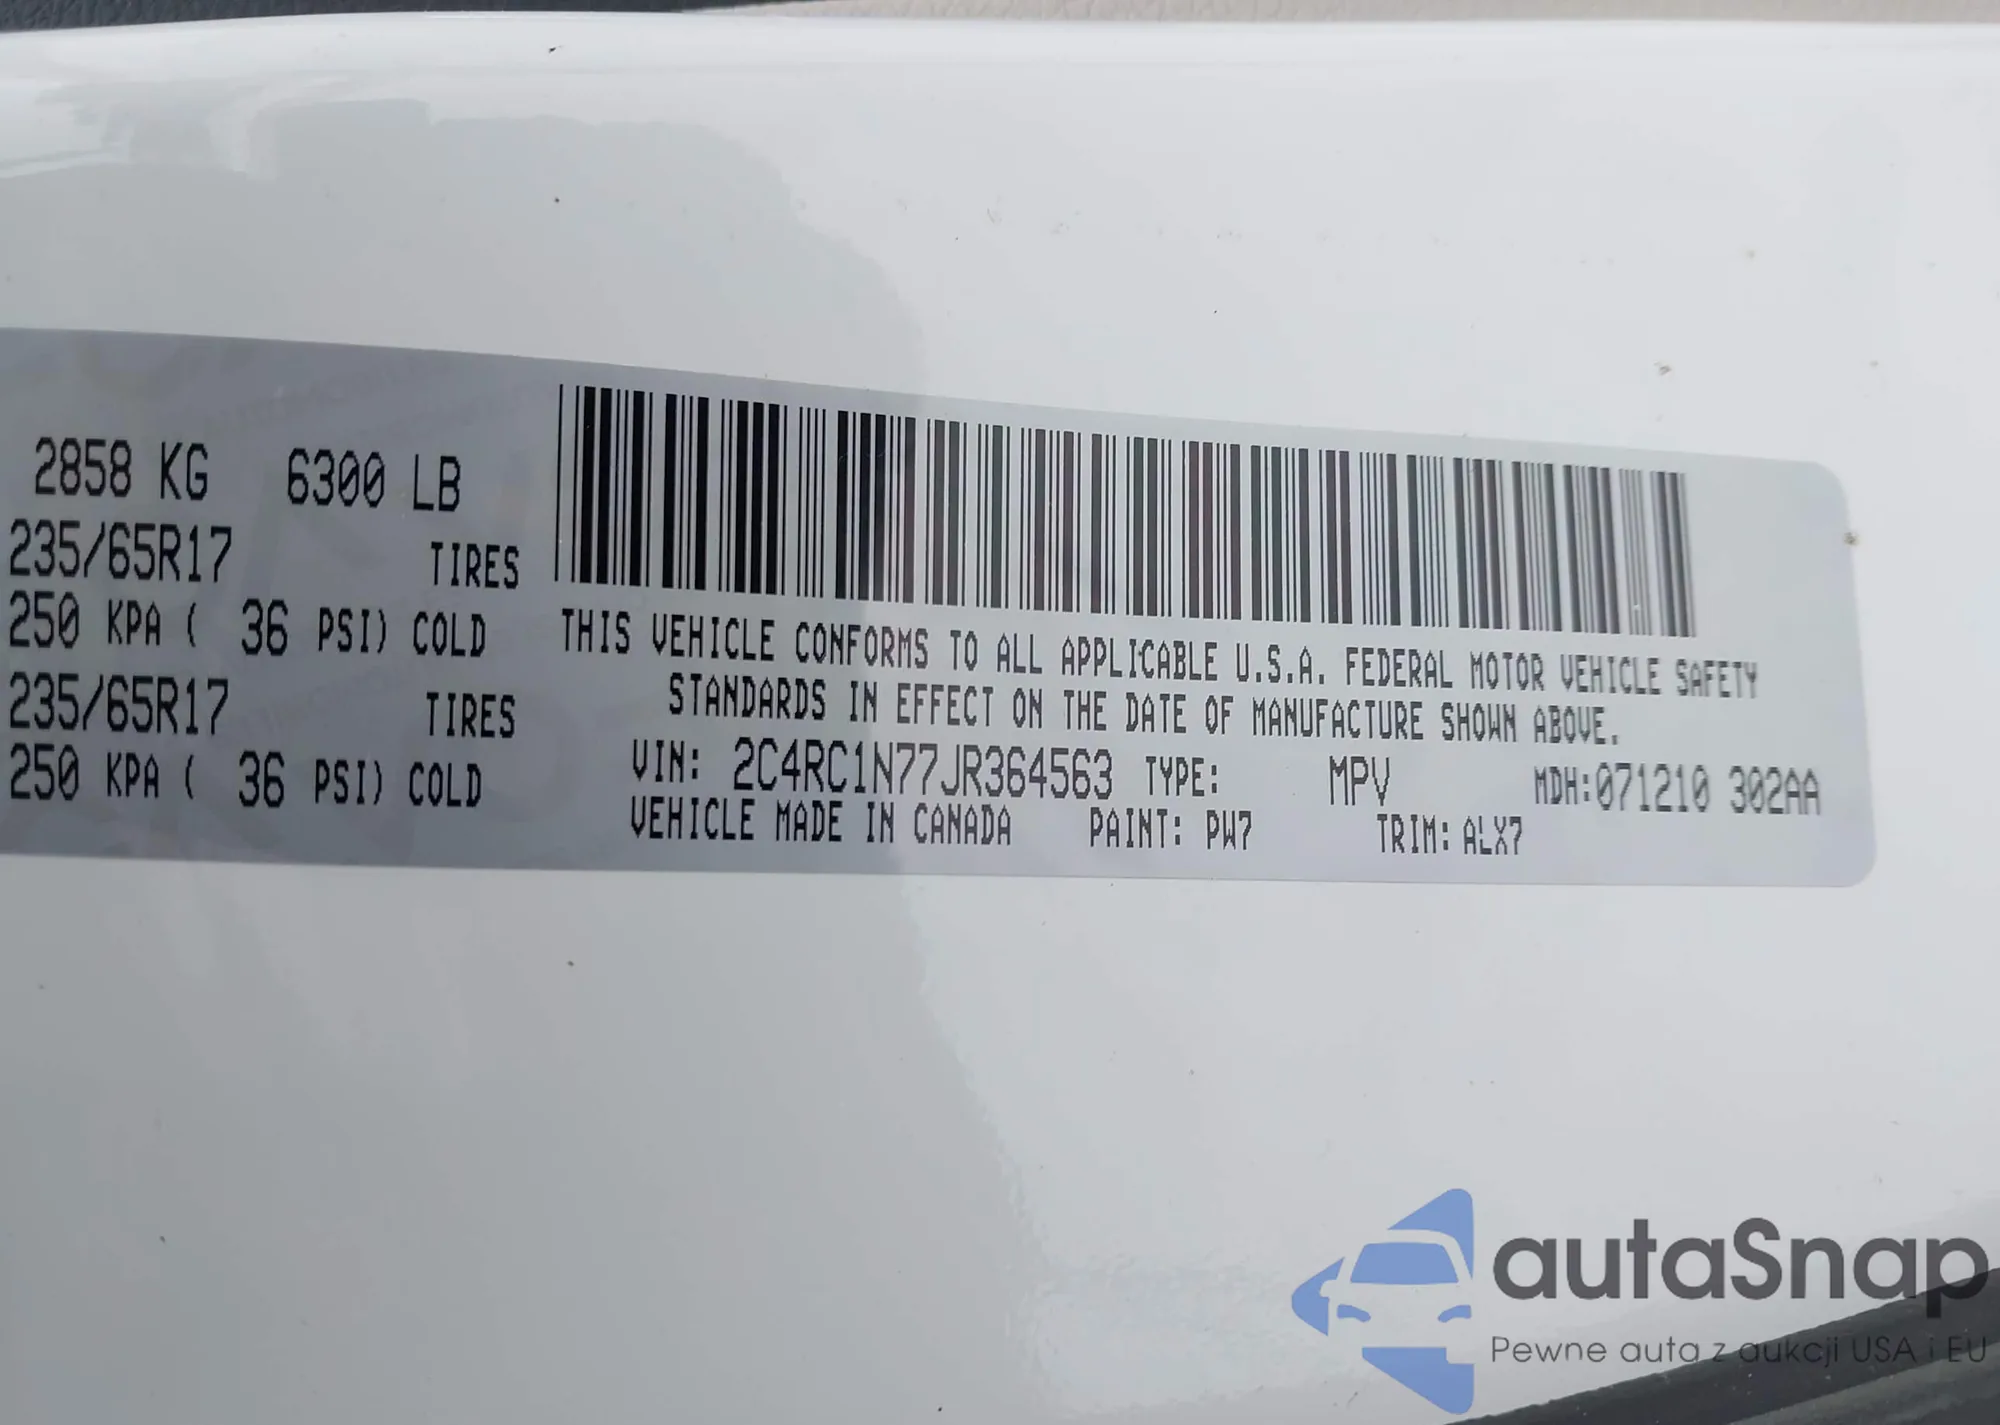 2858 KG 6300 LB
235/65R17 TIRES
250 KPA ( 36 PSI) COLD
235/65R17 TIRES
250 KPA ( 36 PSI) COLD
THIS VEHICLE CONFORMS TO ALL APPLICABLE U.S.A. FEDERAL MOTOR VEHICLE SAFETY
STANDARDS IN EFFECT ON THE DATE OF MANUFACTURE SHOWN ABOVE.
VIN: 2C4RC1N77JR364563 TYPE: MPV MDH:071210 302AA
VEHICLE MADE IN CANADA PAINT: PW7 TRIM: ALX7
autaSnap
Pewne auta z aukcji USA i EU